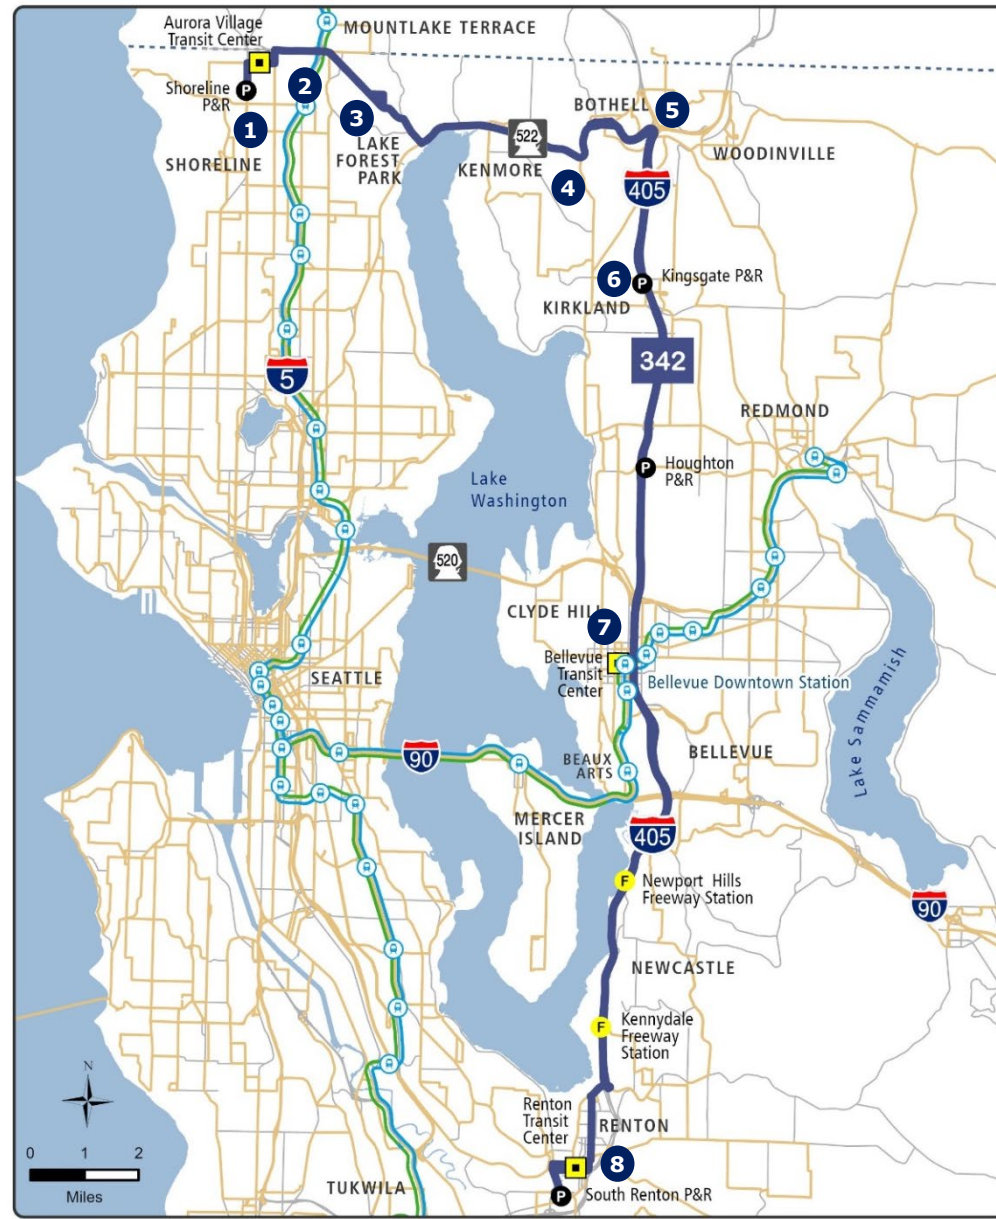 MOUNTLAKE TERRACE
Aurora Village
Transit Center
Shoreline
P&R
P
2
1
3
SHORELINE
LAKE
FOREST
PARK
BOTHELL
5
522
KENMORE
WOODINVILLE
4
405
6
P
Kingsgate P&R
KIRKLAND
342
5
REDMOND
P
Houghton
P&R
Lake
Washington
520
CLYDE HILL
7
Bellevue
Transit
Center
Bellevue Downtown Station
SEATTLE
Lake Sammamish
90
BEAUX
ARTS
BELLEVUE
MERCER
ISLAND
405
F
Newport Hills
Freeway Station
90
NEWCASTLE
F
Kennydale
Freeway
Station
N
Renton
Transit
Center
RENTON
8
P
South Renton P&R
TUKWILA
0 1 2
Miles